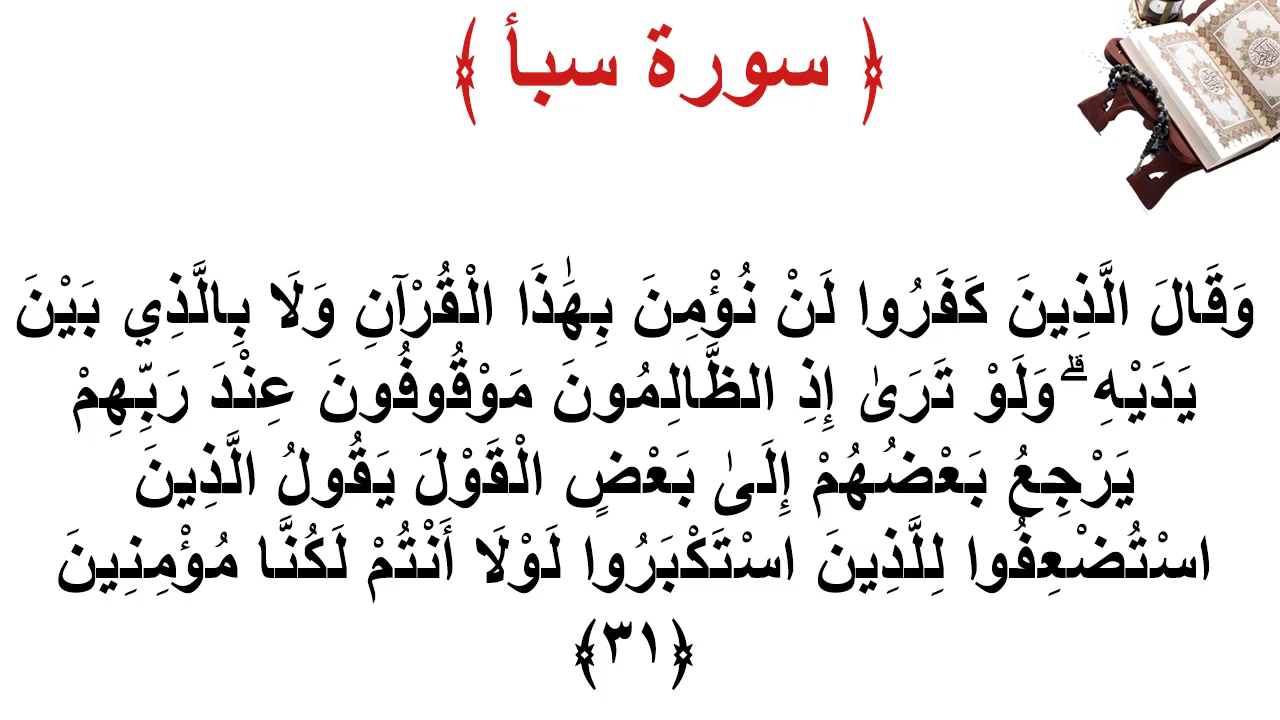 ﴿ سورة سبأ ﴾
وَقَالَ الَّذِينَ كَفَرُوا لَنْ نُؤْمِنَ بِهَٰذَا الْقُرْآنِ وَلَا بِالَّذِي بَيْنَ
يَدَيْهِ ۗ وَلَوْ تَرَىٰ إِذِ الظَّالِمُونَ مَوْقُوفُونَ عِنْدَ رَبِّهِمْ
يَرْجِعُ بَعْضُهُمْ إِلَىٰ بَعْضٍ الْقَوْلَ يَقُولُ الَّذِينَ
اسْتُضْعِفُوا لِلَّذِينَ اسْتَكْبَرُوا لَوْلَا أَنْتُمْ لَكُنَّا مُؤْمِنِينَ
﴿٣١﴾